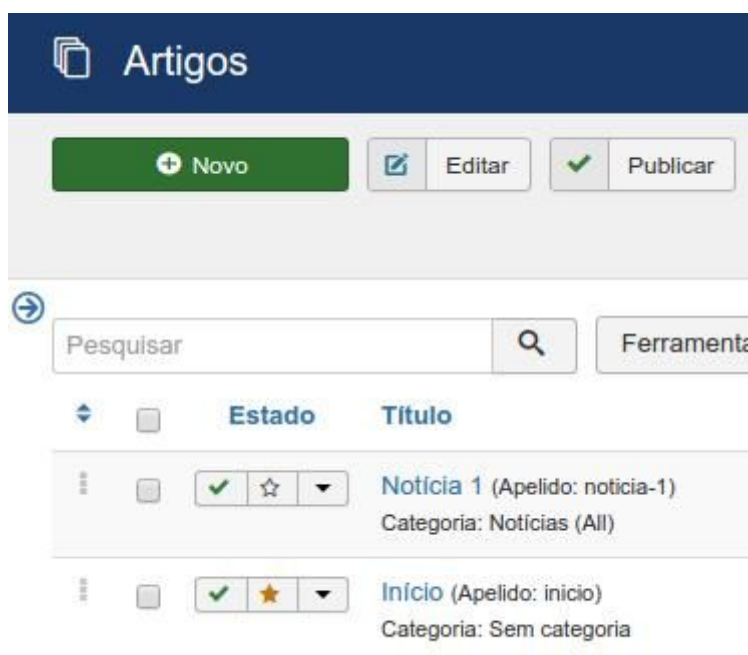 Artigos
Novo Editar Publicar
Pesquisar Ferramenta
Estado Título
Notícia 1 (Apelido: noticia-1)
Categoria: Notícias (All)
Início (Apelido: inicio)
Categoria: Sem categoria